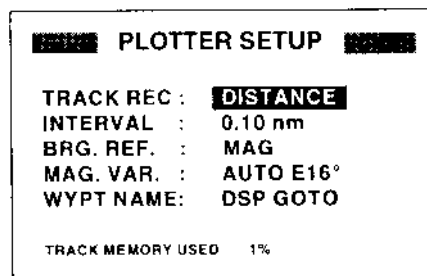 PLOTTER SETUP
TRACK REC : DISTANCE
INTERVAL : 0.10 nm
BRG. REF. : MAG
MAG. VAR. : AUTO E16°
WYPT NAME: DSP GOTO
TRACK MEMORY USED 1%